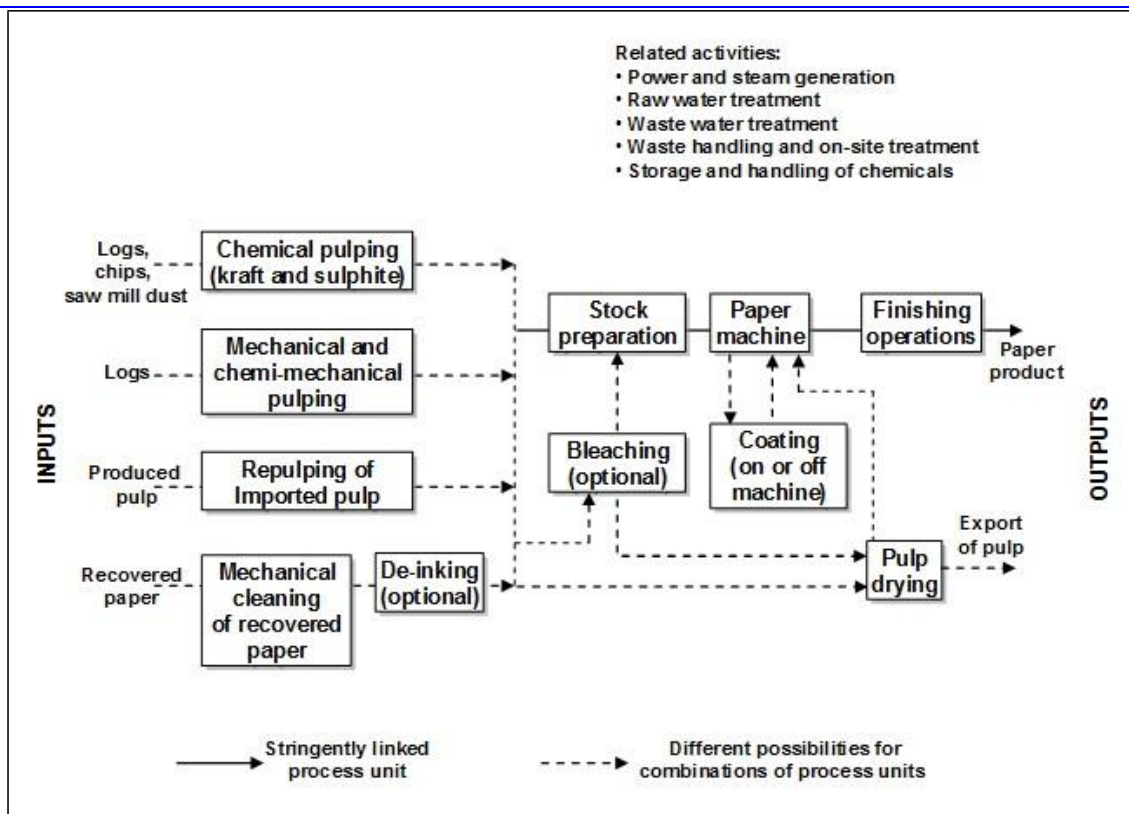 Related activities:
• Power and steam generation
• Raw water treatment
• Waste water treatment
• Waste handling and on-site treatment
• Storage and handling of chemicals
INPUTS
Logs,
chips,
saw mill dust
Chemical pulping
(kraft and sulphite)
Logs
Mechanical and
chemi-mechanical
pulping
Produced
pulp
Repulping of
Imported pulp
Recovered
paper
Mechanical
cleaning
of recovered
paper
De-inking
(optional)
Stock
preparation
Paper
machine
Finishing
operations
Paper
product
Bleaching
(optional)
Coating
(on or off
machine)
Pulp
drying
Export
of pulp
OUTPUTS
Stringently linked
process unit
Different possibilities for
combinations of process units